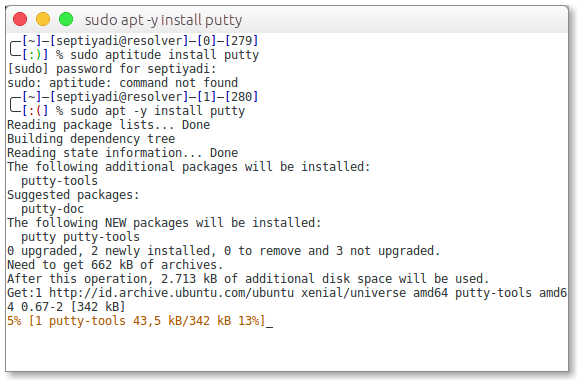 sudo apt -y install putty
╭─[~]─[septiyadi@resolver]─[0]─[279]
╰─[:)] % sudo aptitude install putty
[sudo] password for septiyadi:
sudo: aptitude: command not found
╭─[~]─[septiyadi@resolver]─[1]─[280]
╰─[:(] % sudo apt -y install putty
Reading package lists... Done
Building dependency tree
Reading state information... Done
The following additional packages will be installed:
  putty-tools
Suggested packages:
  putty-doc
The following NEW packages will be installed:
  putty putty-tools
0 upgraded, 2 newly installed, 0 to remove and 3 not upgraded.
Need to get 662 kB of archives.
After this operation, 2.713 kB of additional disk space will be used.
Get:1 http://id.archive.ubuntu.com/ubuntu xenial/universe amd64 putty-tools amd6
4 0.67-2 [342 kB]
5% [1 putty-tools 43,5 kB/342 kB 13%]_